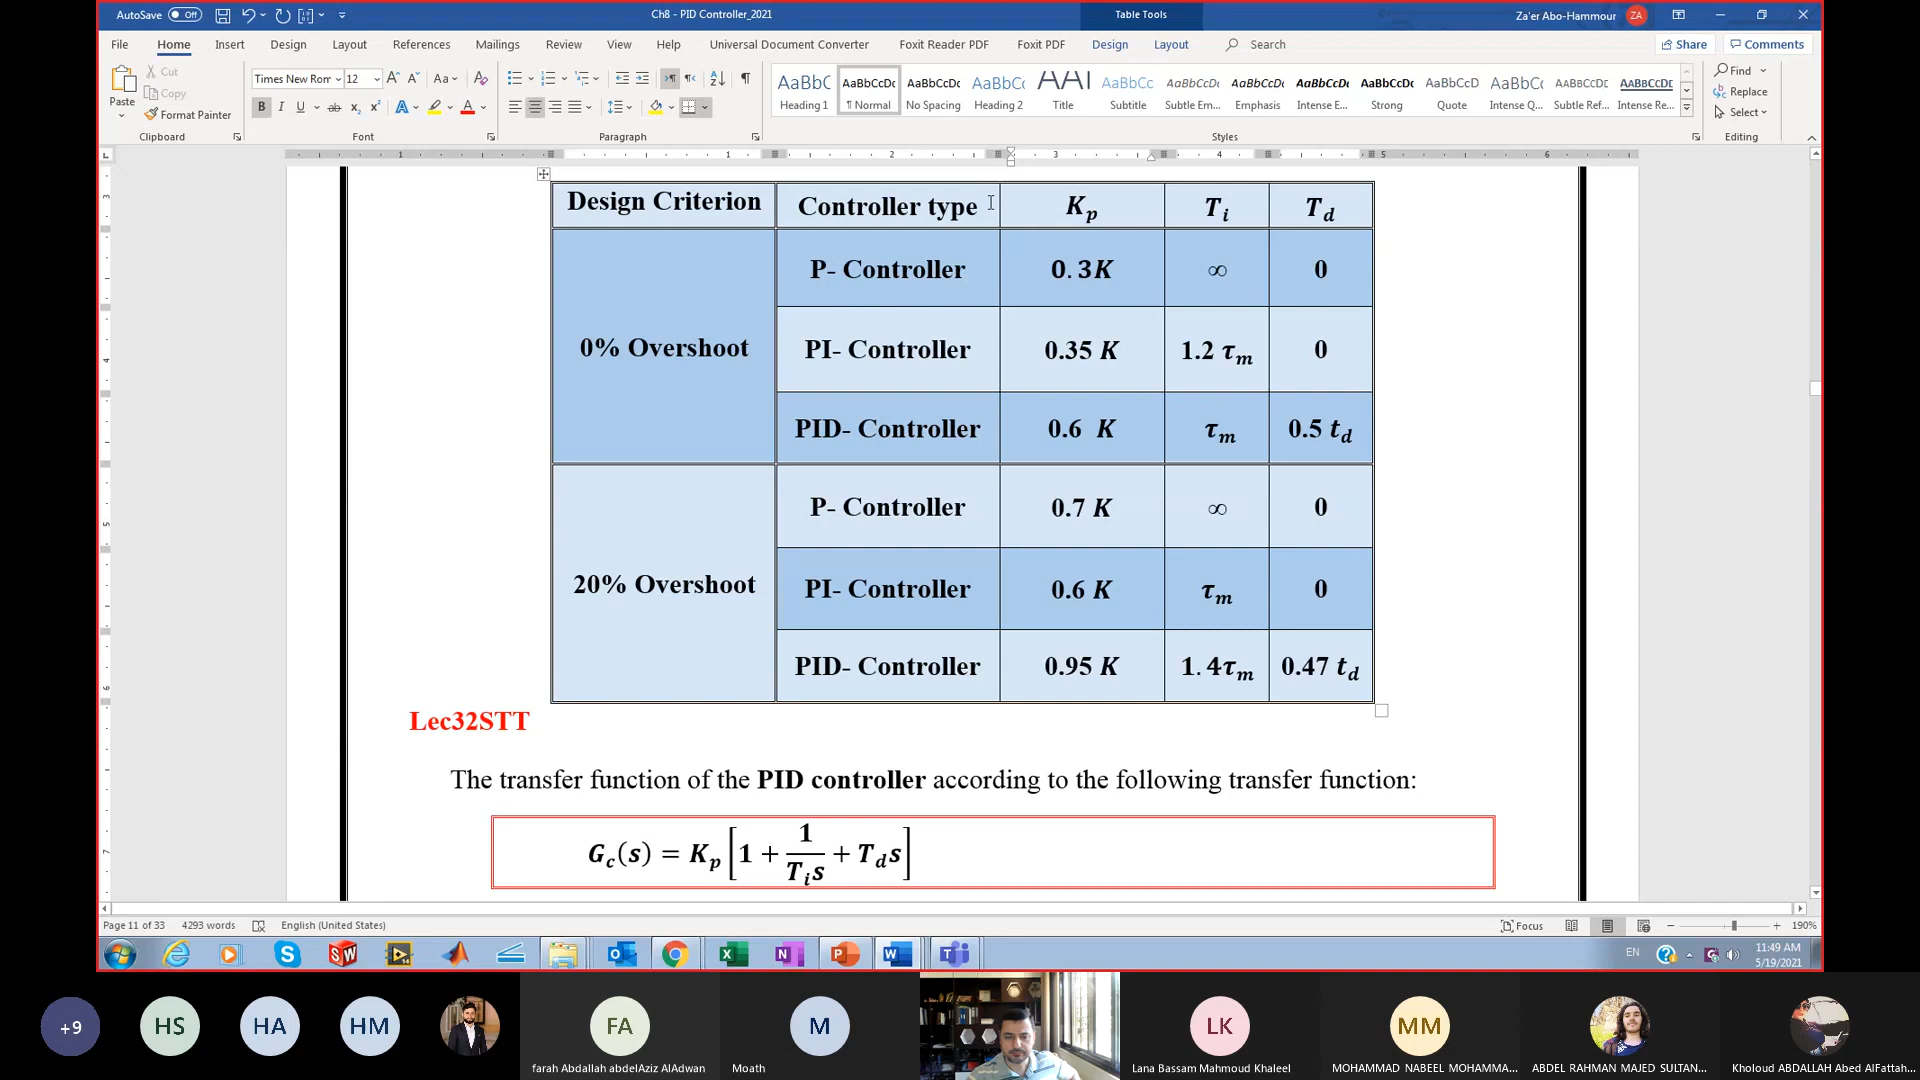 AutoSave Off
Ch8 - PID Controller_2021
Table Tools
Za'er Abo-Hammour ZA
File Home Insert Design Layout References Mailings Review View Help Universal Document Converter Foxit Reader PDF Foxit PDF Design Layout Search Share Comments
Paste
Cut
Copy
Format Painter
Times New Rom 12
AaBbC Heading 1
AaBbCcDc ¶ Normal
AaBbCcDc No Spacing
AaBbCc Heading 2
AAI Title
AaBbCc Subtitle
AaBbCcDc Subtle Em...
AaBbCcDc Emphasis
AaBbCcDc Intense E...
AaBbCcDc Strong
AaBbCcD Quote
AaBbCcD Intense Q...
AaBbCcDc Subtle Ref...
AaBbCcDc Intense Re...
Find
Replace
Select
Clipboard Font Paragraph Styles Editing
Design Criterion Controller type K_p T_i T_d
0% Overshoot
P- Controller 0.3K ∞ 0
PI- Controller 0.35 K 1.2 τ_m 0
PID- Controller 0.6 K τ_m 0.5 t_d
20% Overshoot
P- Controller 0.7 K ∞ 0
PI- Controller 0.6 K τ_m 0
PID- Controller 0.95 K 1.4τ_m 0.47 t_d
Lec32STT
The transfer function of the PID controller according to the following transfer function:
G_c(s) = K_p [1 + 1/(T_i s) + T_d s]
Page 11 of 33 4293 words English (United States) Focus 190%
EN
11:49 AM
5/19/2021
+9 HS HA HM FA M LK MM
farah Abdallah abdelAziz AlAdwan
Moath
Lana Bassam Mahmoud Khaleel
MOHAMMAD NABEEL MOHAMMA...
ABDEL RAHMAN MAJED SULTAN...
Kholoud ABDALLAH Abed AlFattah...